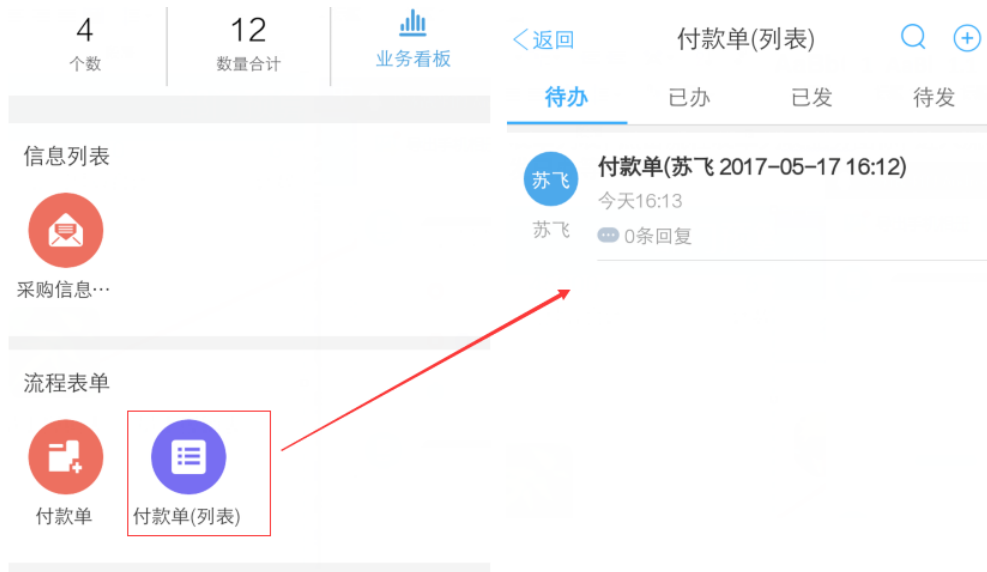 4
12
个数
数量合计
业务看板
信息列表
采购信息…
流程表单
付款单
付款单(列表)
返回
付款单(列表)
待办
已办
已发
待发
苏飞
付款单(苏飞 2017-05-17 16:12)
今天16:13
苏飞
0条回复